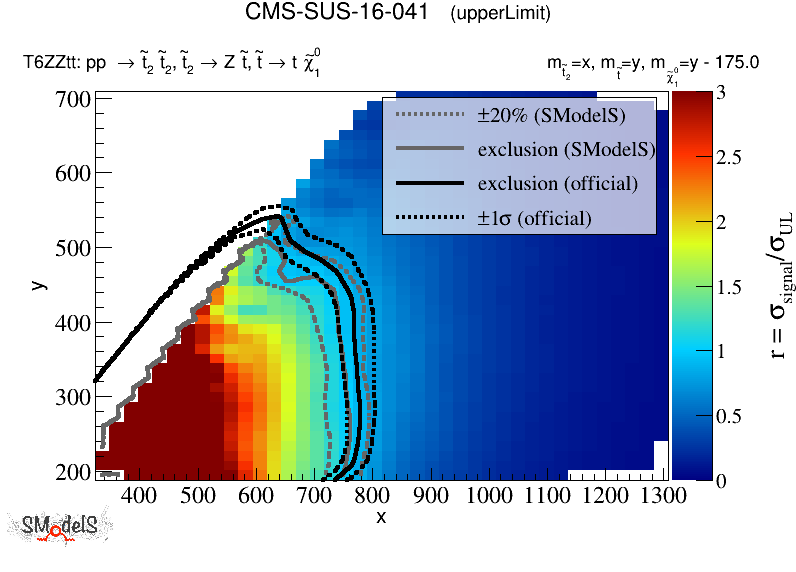 CMS-SUS-16-041 (upperLimit)
T6ZZtt: pp → t̃₂ t̃₂, t̃₂ → Z t̃, t̃ → t χ̃₁⁰
m_t̃₂=x, m_t̃=y, m_χ̃₁⁰=y - 175.0
±20% (SModelS)
exclusion (SModelS)
exclusion (official)
±1σ (official)
700
600
500
400
300
200
y
400 500 600 700 800 900 1000 1100 1200 1300
x
3
2.5
2
1.5
1
0.5
0
r = σ_signal/σ_UL
SModelS